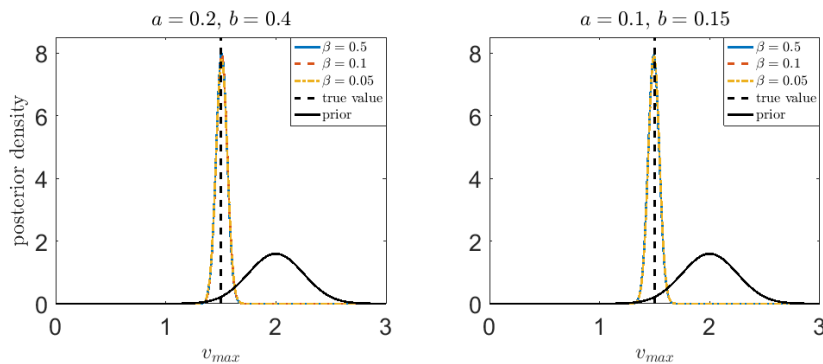 a = 0.2, b = 0.4
8
6
4
2
0
posterior density
β = 0.5
β = 0.1
β = 0.05
true value
prior
0 1 2 3
v_max
a = 0.1, b = 0.15
8
6
4
2
0
β = 0.5
β = 0.1
β = 0.05
true value
prior
0 1 2 3
v_max